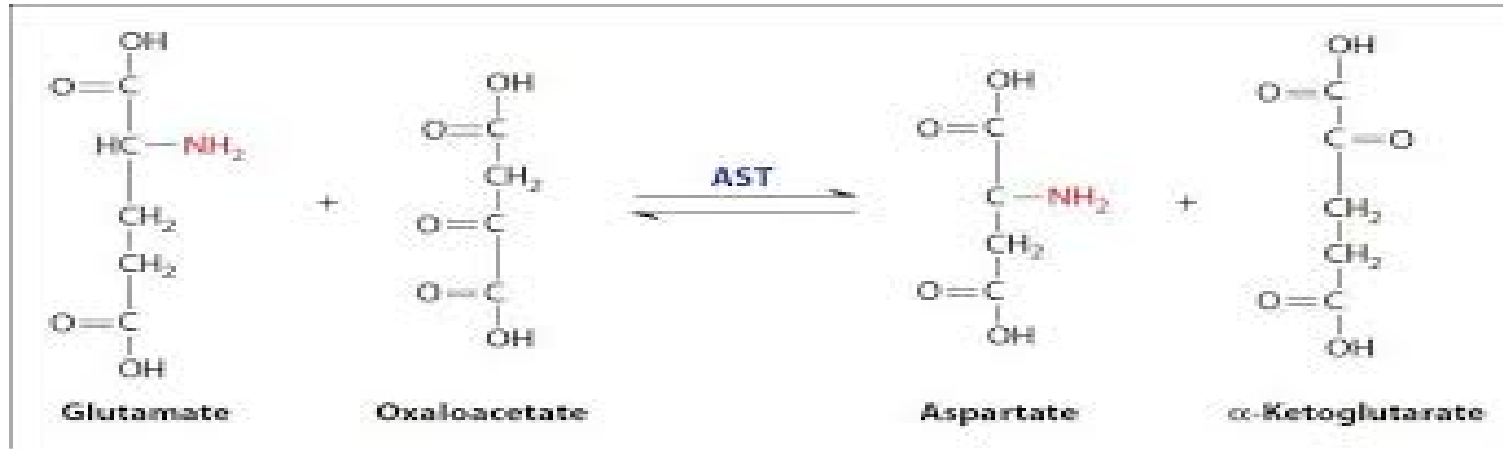 OH
O=C
HC—NH₂
CH₂
CH₂
O=C
OH
Glutamate
+
OH
O=C
CH₂
O=C
O=C
OH
Oxaloacetate
AST
OH
O=C
C—NH₂
CH₂
O=C
OH
Aspartate
+
OH
O=C
C=O
CH₂
CH₂
O=C
OH
α-Ketoglutarate